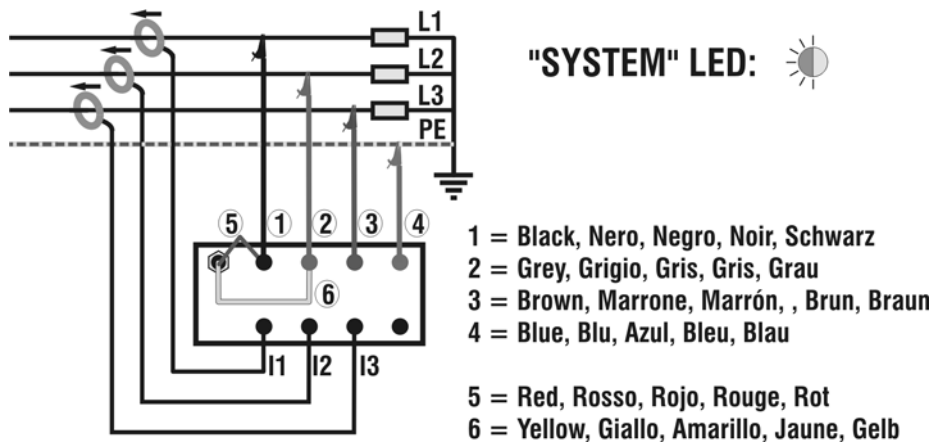 L1
L2
L3
PE
"SYSTEM" LED:
5 1 2 3 4
6
I1 I2 I3
1 = Black, Nero, Negro, Noir, Schwarz
2 = Grey, Grigio, Gris, Gris, Grau
3 = Brown, Marrone, Marrón, , Brun, Braun
4 = Blue, Blu, Azul, Bleu, Blau
5 = Red, Rosso, Rojo, Rouge, Rot
6 = Yellow, Giallo, Amarillo, Jaune, Gelb